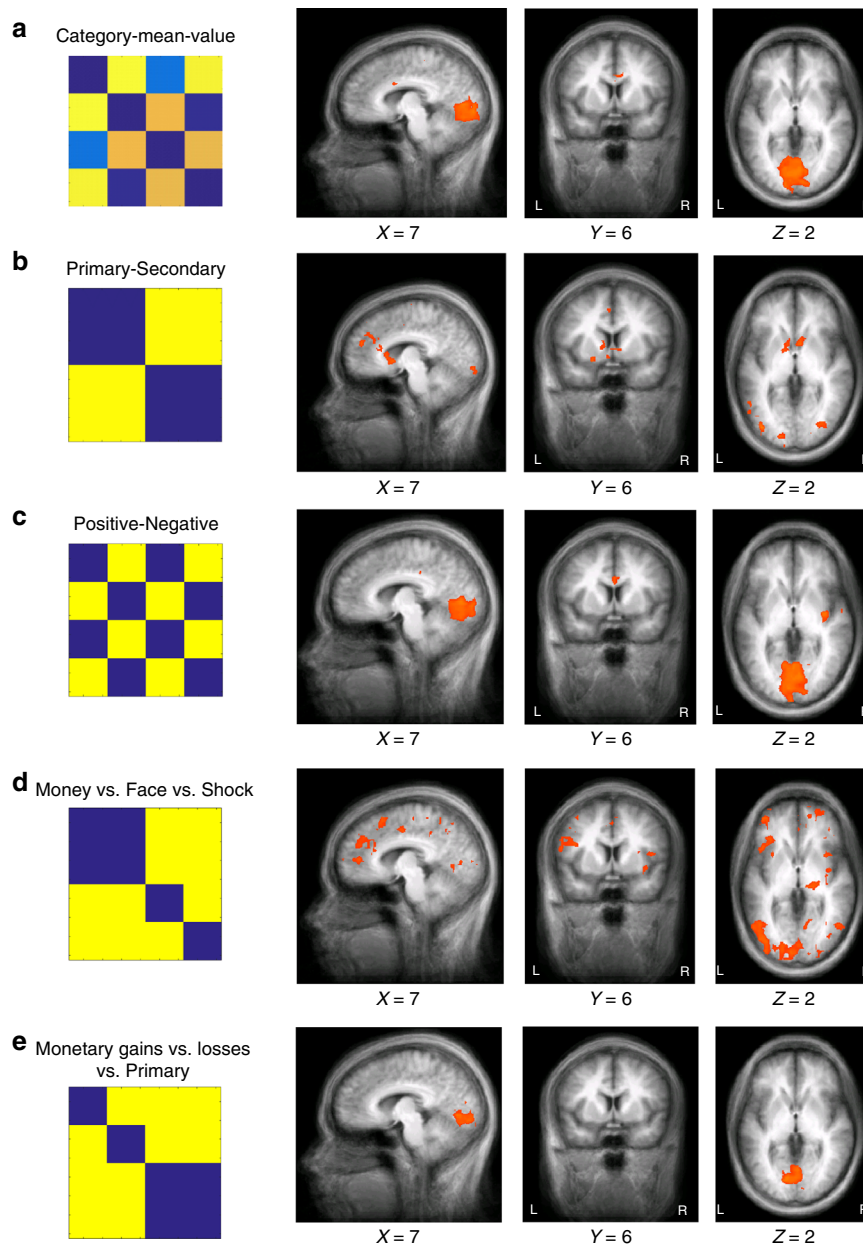 a
Category-mean-value
L
R
L
X = 7
Y = 6
Z = 2
b
Primary-Secondary
L
R
L
X = 7
Y = 6
Z = 2
c
Positive-Negative
L
R
L
X = 7
Y = 6
Z = 2
d
Money vs. Face vs. Shock
L
R
L
X = 7
Y = 6
Z = 2
e
Monetary gains vs. losses
vs. Primary
L
R
L
X = 7
Y = 6
Z = 2